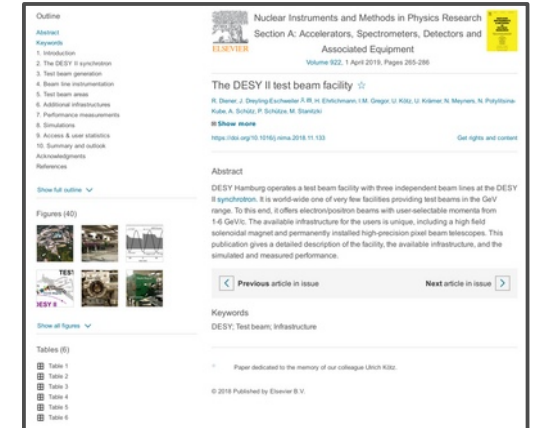 Outline
Abstract
Keywords
1. Introduction
2. The DESY II synchrotron
3. Test beam generation
4. Beam line instrumentation
5. Test beam areas
6. Additional infrastructures
7. Performance measurements
8. Simulations
9. Access & user statistics
10. Summary and outlook
Acknowledgments
References
Show full outline
Figures (40)
TEST
DESY II
Show all figures
Tables (6)
Table 1
Table 2
Table 3
Table 4
Table 5
Table 6
ELSEVIER
Nuclear Instruments and Methods in Physics Research
Section A: Accelerators, Spectrometers, Detectors and
Associated Equipment
Volume 922, 1 April 2019, Pages 265-286
The DESY II test beam facility
R. Diener, J. Dreyling-Eschweiler, H. Ehrlichmann, I.M. Gregor, U. Kötz, U. Krämer, N. Meyners, N. Potylitsina-
Kube, A. Schütz, P. Schütze, M. Stanitzki
Show more
https://doi.org/10.1016/j.nima.2018.11.133
Get rights and content
Abstract
DESY Hamburg operates a test beam facility with three independent beam lines at the DESY
II synchrotron. It is world-wide one of very few facilities providing test beams in the GeV
range. To this end, it offers electron/positron beams with user-selectable momenta from
1-6 GeV/c. The available infrastructure for the users is unique, including a high field
solenoidal magnet and permanently installed high-precision pixel beam telescopes. This
publication gives a detailed description of the facility, the available infrastructure, and the
simulated and measured performance.
Previous article in issue
Next article in issue
Keywords
DESY; Test beam; Infrastructure
Paper dedicated to the memory of our colleague Ulrich Kötz.
© 2018 Published by Elsevier B.V.